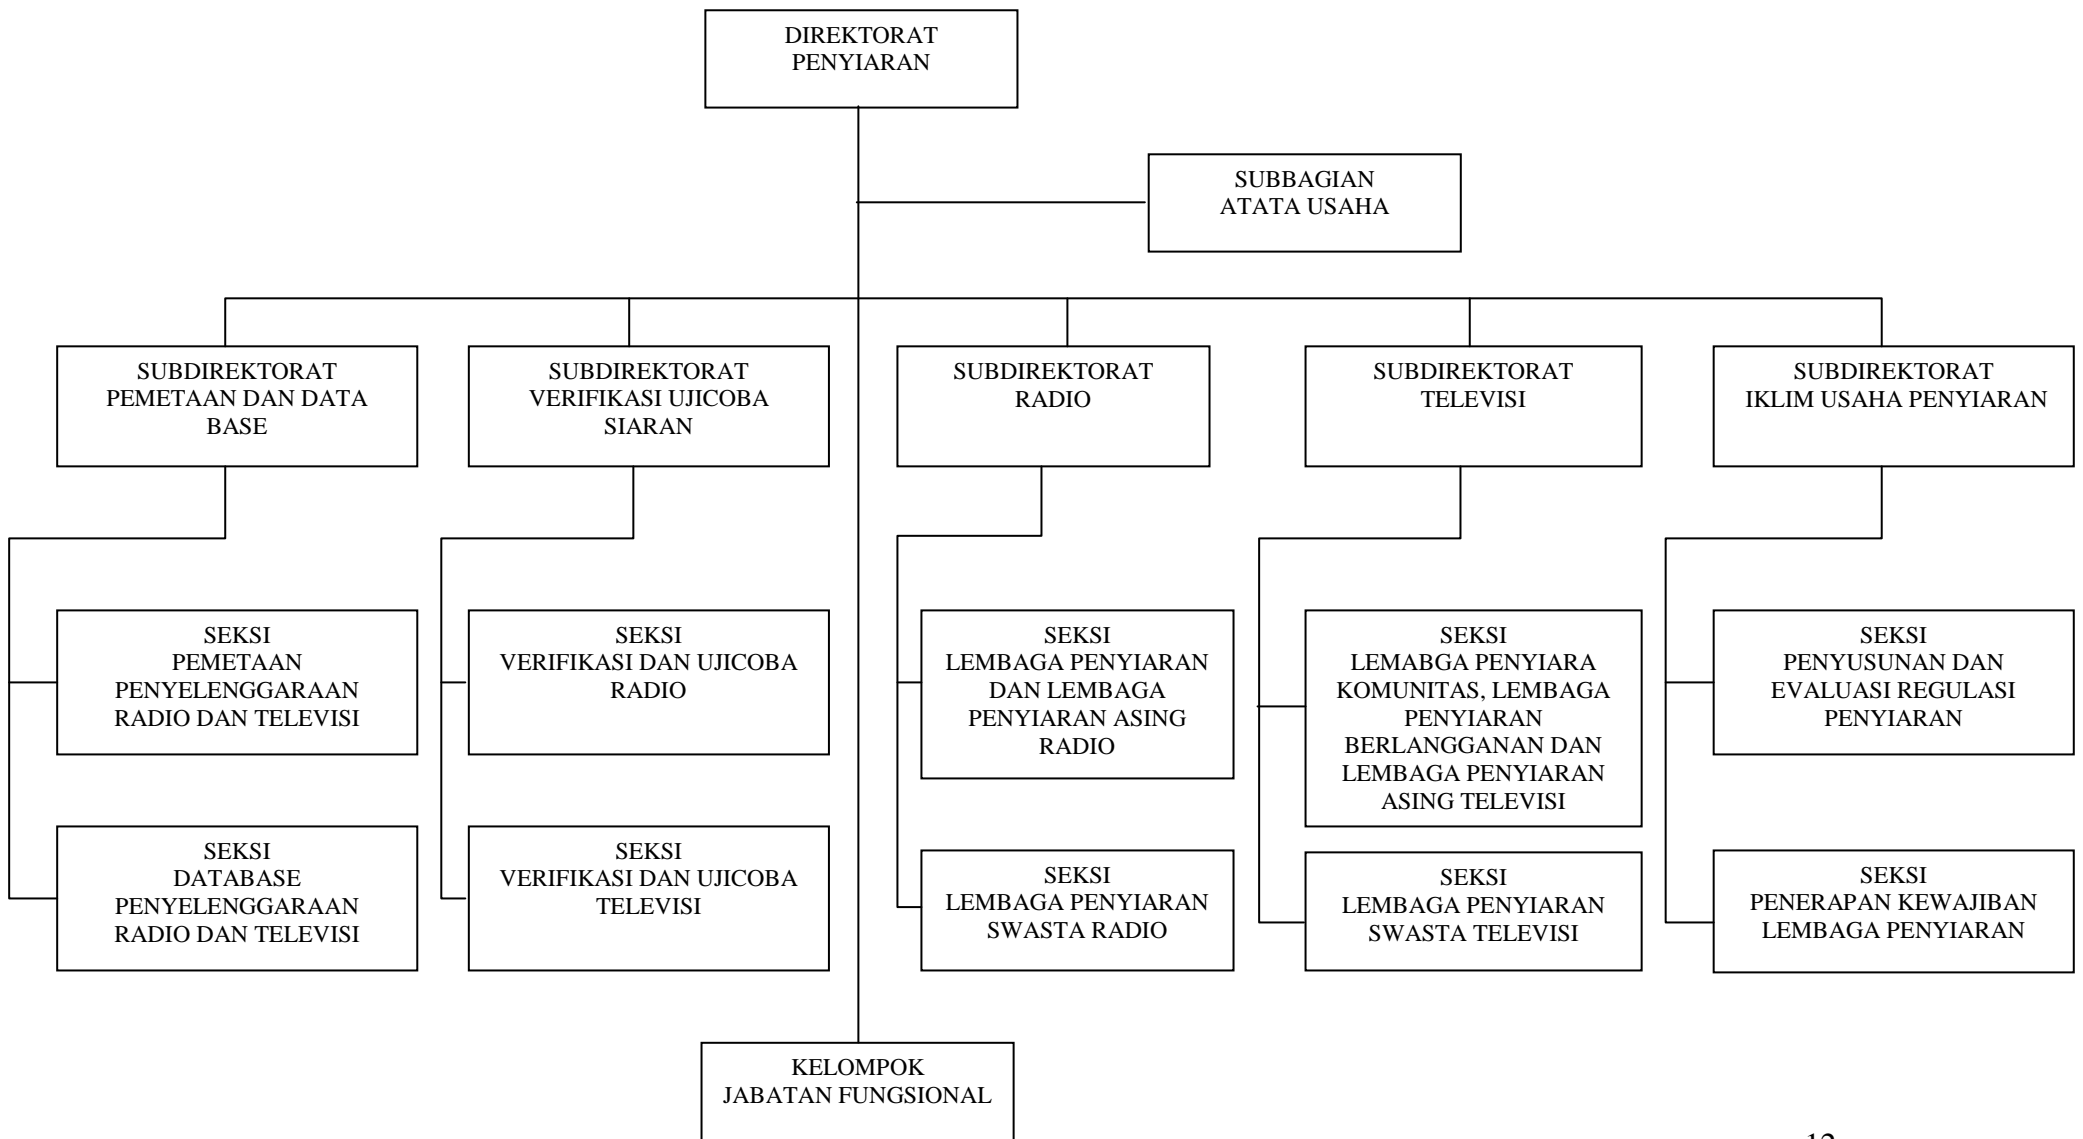 DIREKTORAT
PENYIARAN
SUBBAGIAN
ATATA USAHA
SUBDIREKTORAT
PEMETAAN DAN DATA
BASE
SUBDIREKTORAT
VERIFIKASI UJICOBA
SIARAN
SUBDIREKTORAT
RADIO
SUBDIREKTORAT
TELEVISI
SUBDIREKTORAT
IKLIM USAHA PENYIARAN
SEKSI
PEMETAAN
PENYELENGGARAAN
RADIO DAN TELEVISI
SEKSI
VERIFIKASI DAN UJICOBA
RADIO
SEKSI
LEMBAGA PENYIARAN
DAN LEMBAGA
PENYIARAN ASING
RADIO
SEKSI
LEMABGA PENYIARA
KOMUNITAS, LEMBAGA
PENYIARAN
BERLANGGANAN DAN
LEMBAGA PENYIARAN
ASING TELEVISI
SEKSI
PENYUSUNAN DAN
EVALUASI REGULASI
PENYIARAN
SEKSI
DATABASE
PENYELENGGARAAN
RADIO DAN TELEVISI
SEKSI
VERIFIKASI DAN UJICOBA
TELEVISI
SEKSI
LEMBAGA PENYIARAN
SWASTA RADIO
SEKSI
LEMBAGA PENYIARAN
SWASTA TELEVISI
SEKSI
PENERAPAN KEWAJIBAN
LEMBAGA PENYIARAN
KELOMPOK
JABATAN FUNGSIONAL